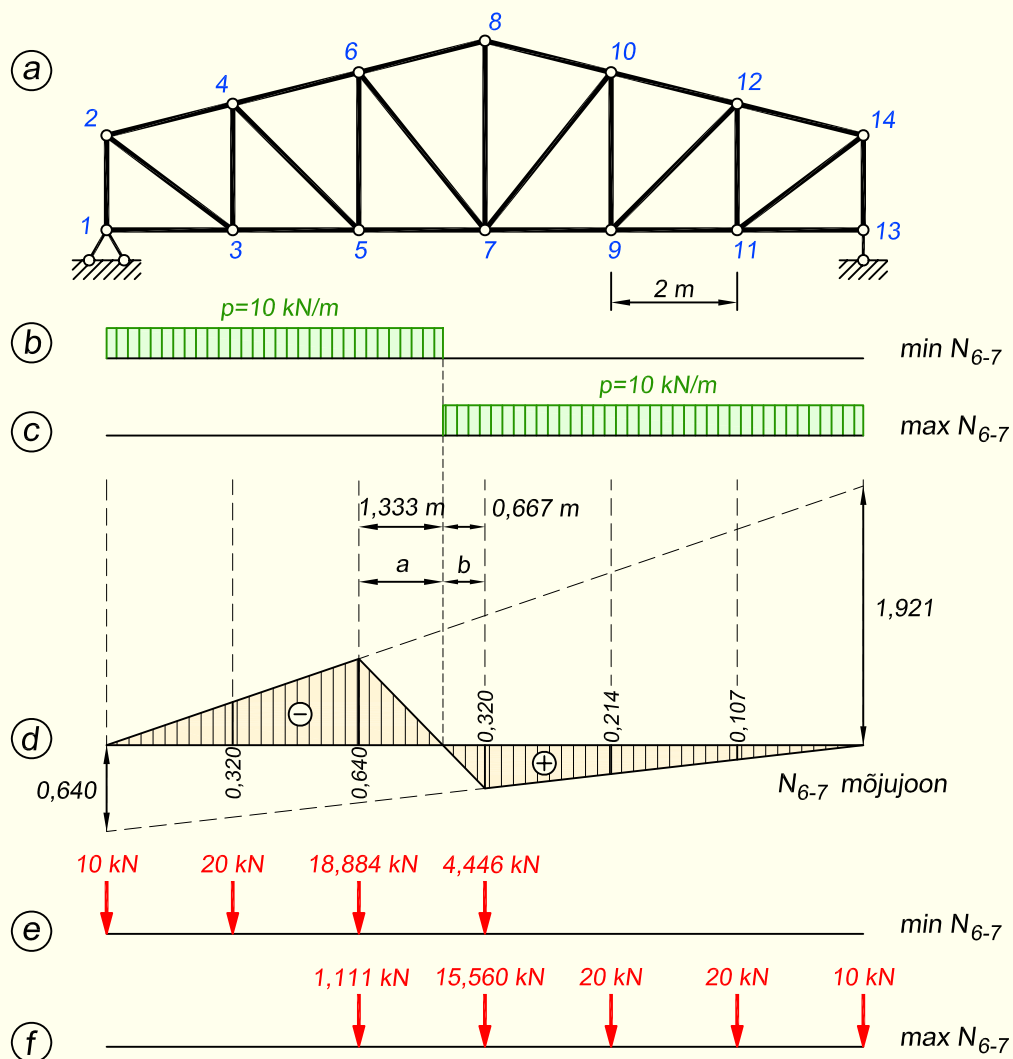 a
8
6
10
4
12
2
14
1
3
5
7
9
11
13
2 m
p=10 kN/m
b
min N6-7
p=10 kN/m
c
max N6-7
1,333 m
0,667 m
a
b
1,921
d
0,640
0,320
0,640
−
+
0,320
0,214
0,107
N6-7 mõjujoon
10 kN
20 kN
18,884 kN
4,446 kN
e
min N6-7
1,111 kN
15,560 kN
20 kN
20 kN
10 kN
f
max N6-7